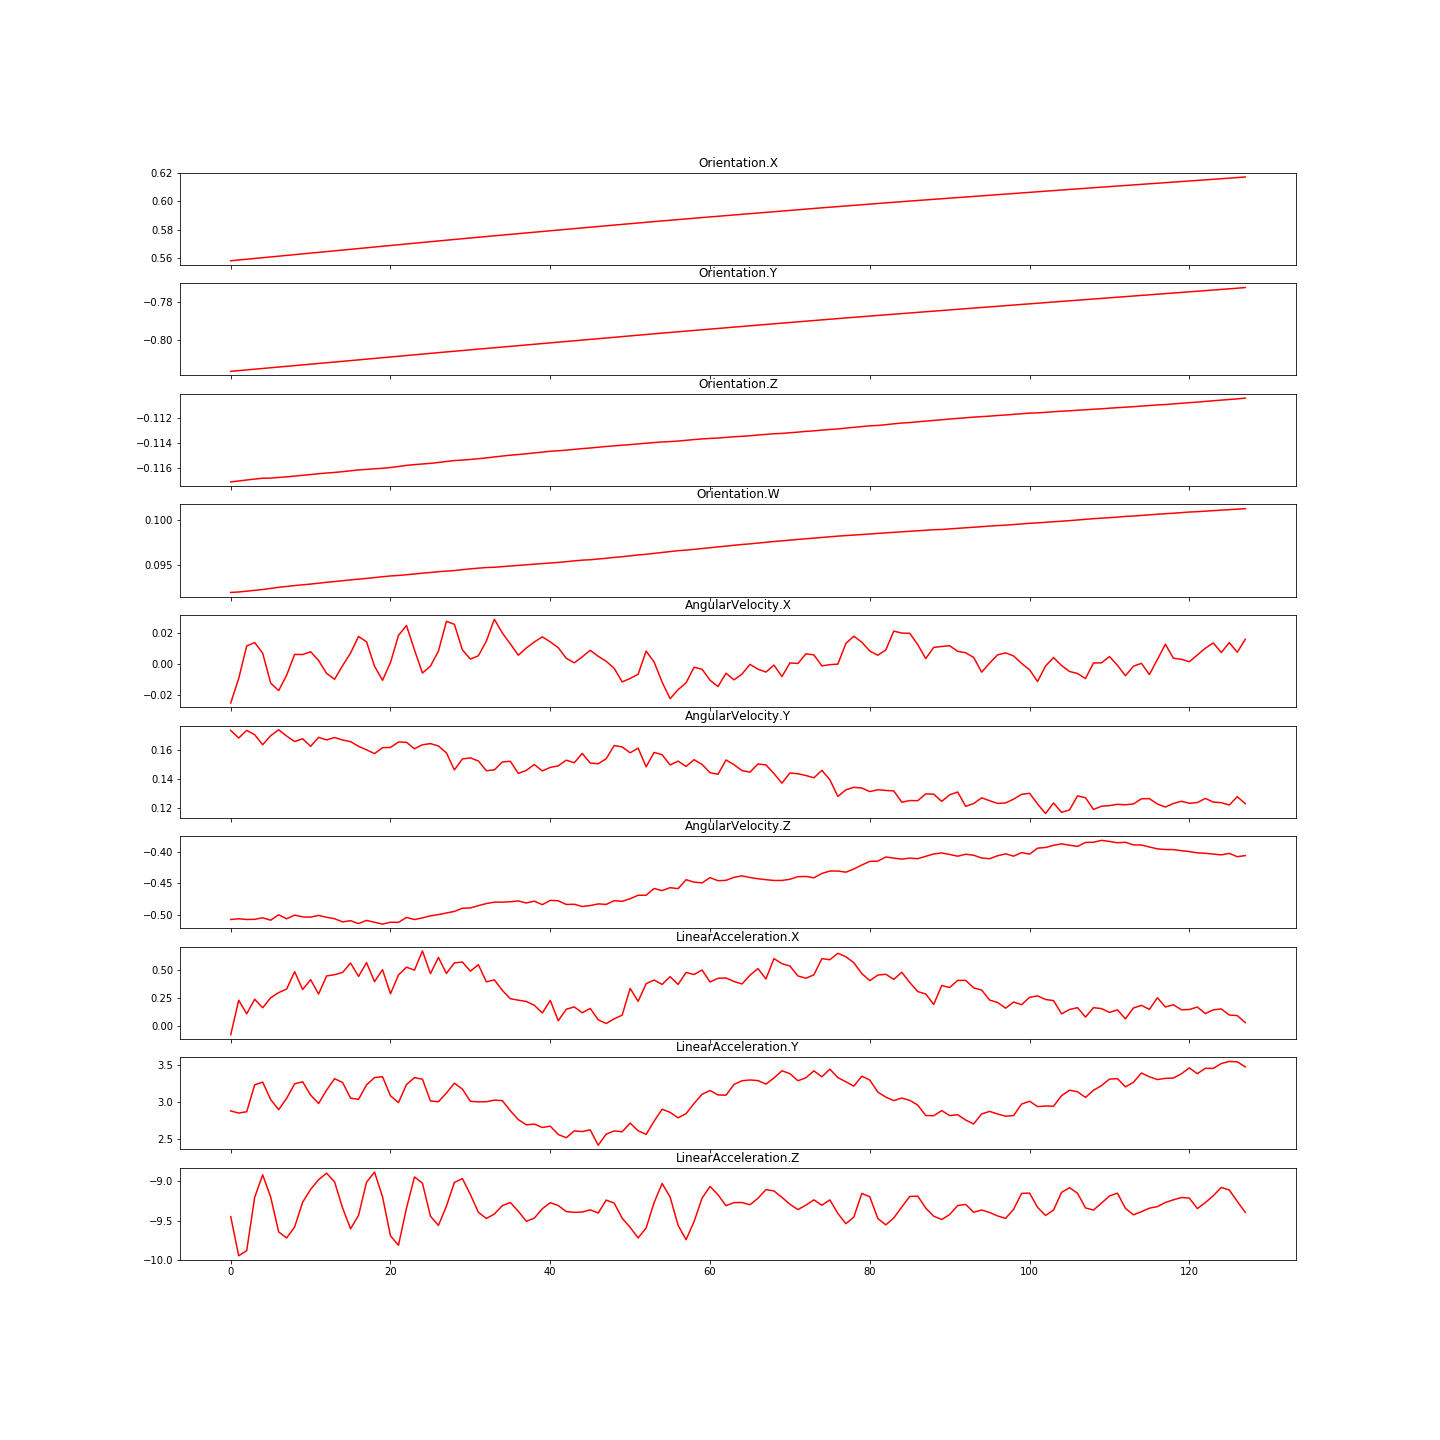 Orientation.X
0.62
0.60
0.58
0.56
Orientation.Y
−0.78
−0.80
Orientation.Z
−0.112
−0.114
−0.116
Orientation.W
0.100
0.095
AngularVelocity.X
0.02
0.00
−0.02
AngularVelocity.Y
0.16
0.14
0.12
AngularVelocity.Z
−0.40
−0.45
−0.50
LinearAcceleration.X
0.50
0.25
0.00
LinearAcceleration.Y
3.5
3.0
2.5
LinearAcceleration.Z
−9.0
−9.5
−10.0
0 20 40 60 80 100 120